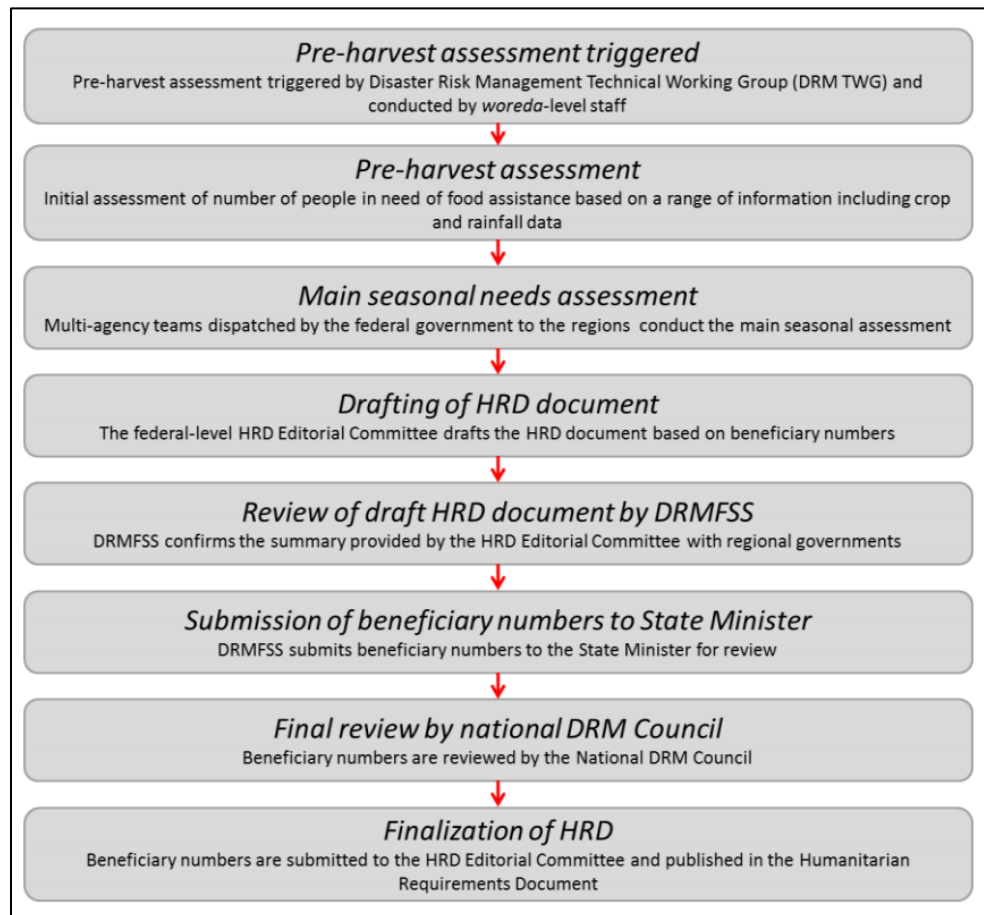 Pre-harvest assessment triggered
Pre-harvest assessment triggered by Disaster Risk Management Technical Working Group (DRM TWG) and
conducted by woreda-level staff
Pre-harvest assessment
Initial assessment of number of people in need of food assistance based on a range of information including crop
and rainfall data
Main seasonal needs assessment
Multi-agency teams dispatched by the federal government to the regions conduct the main seasonal assessment
Drafting of HRD document
The federal-level HRD Editorial Committee drafts the HRD document based on beneficiary numbers
Review of draft HRD document by DRMFSS
DRMFSS confirms the summary provided by the HRD Editorial Committee with regional governments
Submission of beneficiary numbers to State Minister
DRMFSS submits beneficiary numbers to the State Minister for review
Final review by national DRM Council
Beneficiary numbers are reviewed by the National DRM Council
Finalization of HRD
Beneficiary numbers are submitted to the HRD Editorial Committee and published in the Humanitarian
Requirements Document